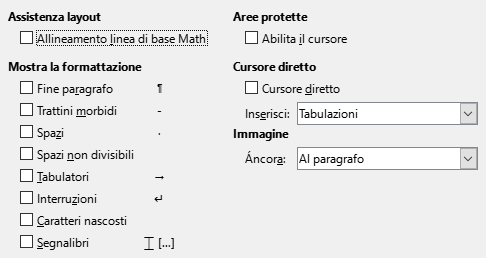 Assistenza layout
Allineamento linea di base Math
Mostra la formattazione
Fine paragrafo ¶
Trattini morbidi -
Spazi ·
Spazi non divisibili
Tabulatori →
Interruzioni ↵
Caratteri nascosti
Segnalibri ⌶ [...]
Aree protette
Abilita il cursore
Cursore diretto
Cursore diretto
Inserisci: Tabulazioni
Immagine
Áncora: Al paragrafo